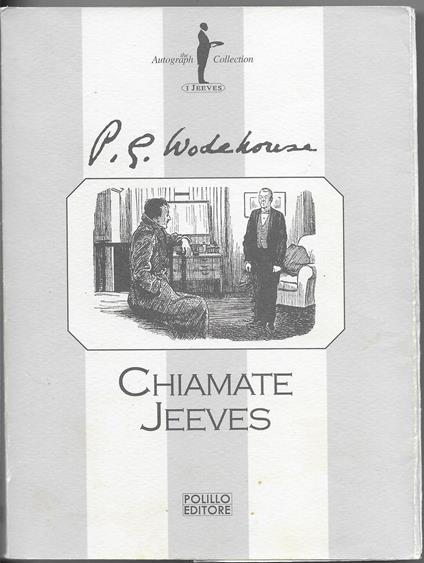 the
Autograph Collection
I JEEVES
P. G. Wodehouse
CHIAMATE
JEEVES
POLILLO
EDITORE